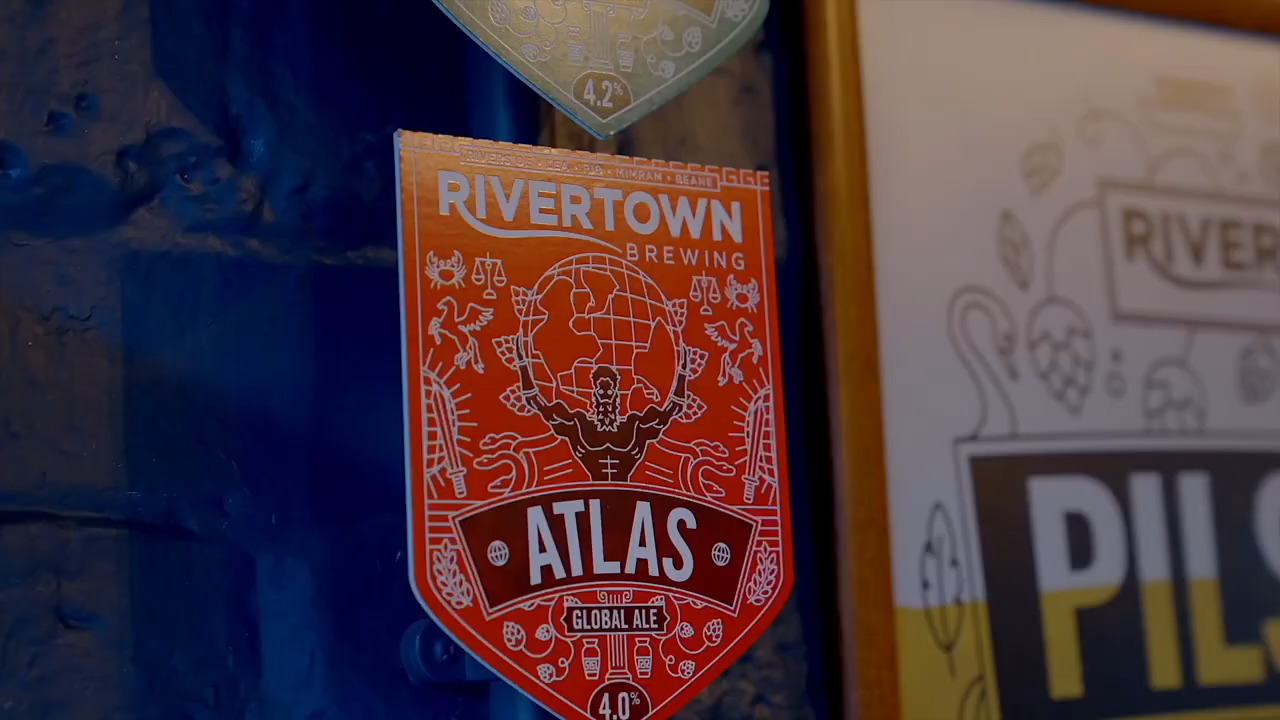 4.2%
RIVERS OF • LEA • RIB • MIMRAM • BEANE
RIVERTOWN
BREWING
ATLAS
GLOBAL ALE
4.0%
RIVER
PILS